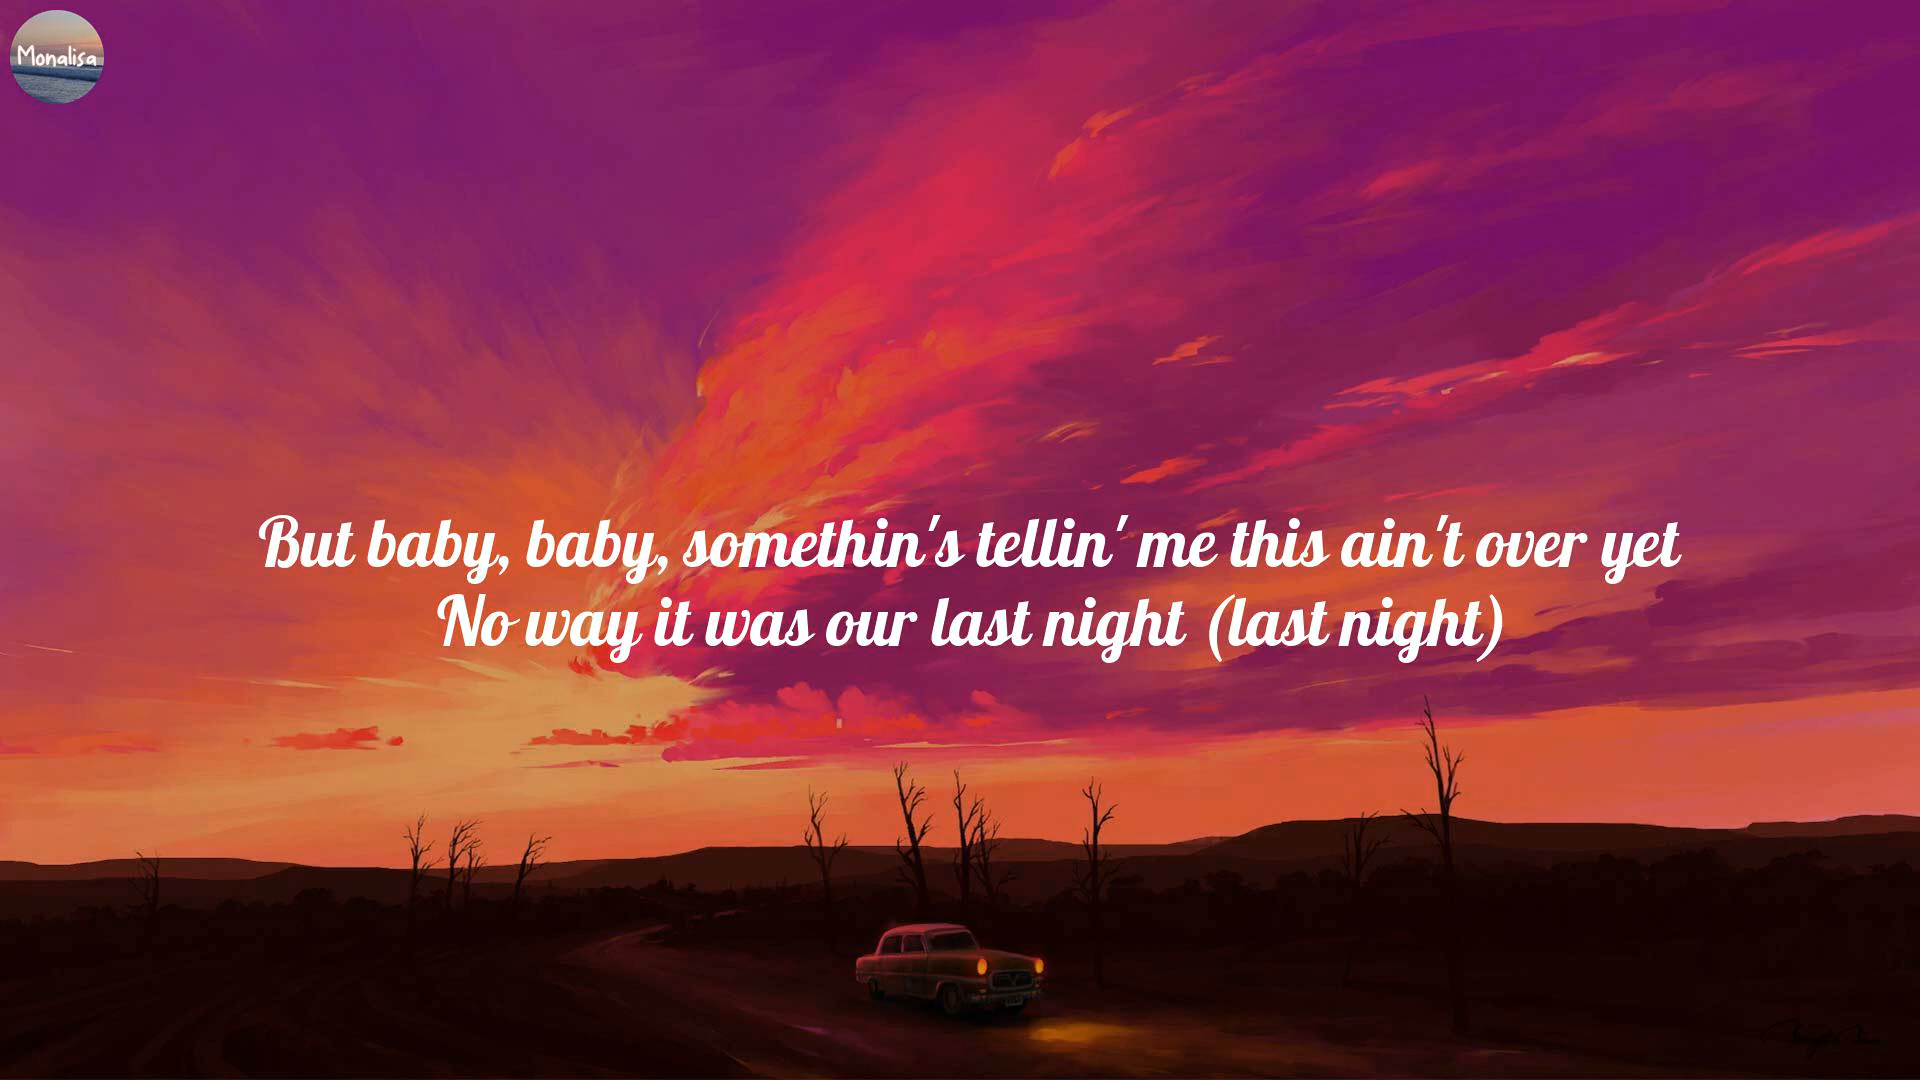 Monalisa
But baby, baby, somethin's tellin' me this ain't over yet
No way it was our last night (last night)